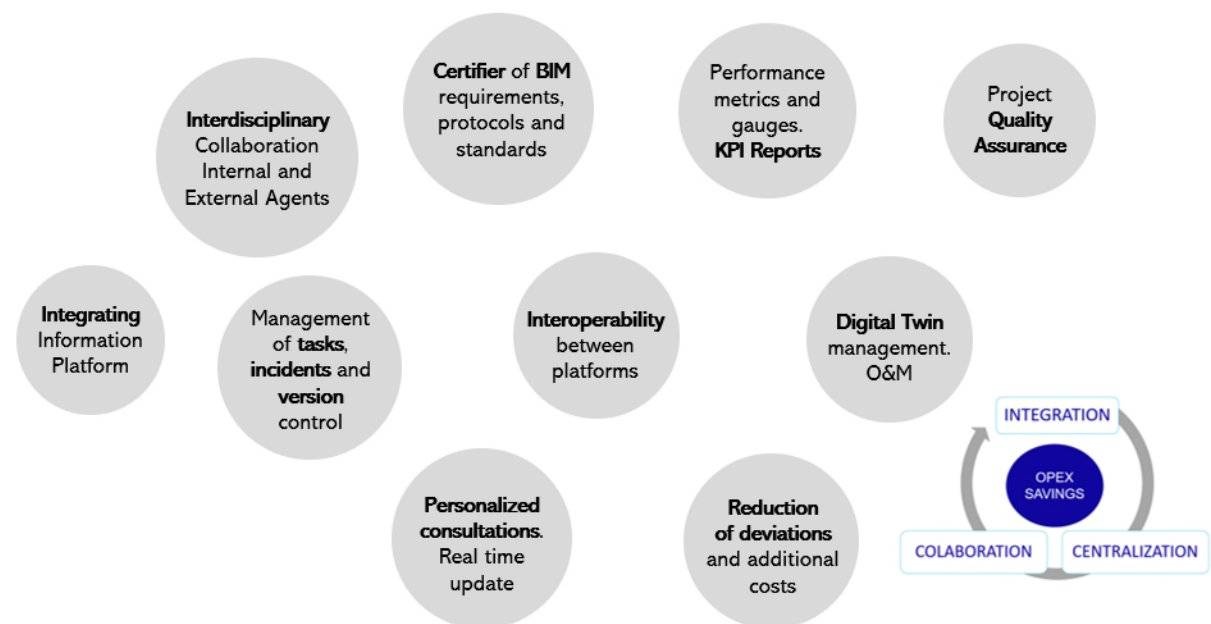 Certifier of BIM
requirements,
protocols and
standards
Performance
metrics and
gauges.
KPI Reports
Project
Quality
Assurance
Interdisciplinary
Collaboration
Internal and
External Agents
Integrating
Information
Platform
Management
of tasks,
incidents and
version
control
Interoperability
between
platforms
Digital Twin
management.
O&M
Personalized
consultations.
Real time
update
Reduction
of deviations
and additional
costs
INTEGRATION
OPEX
SAVINGS
COLABORATION
CENTRALIZATION